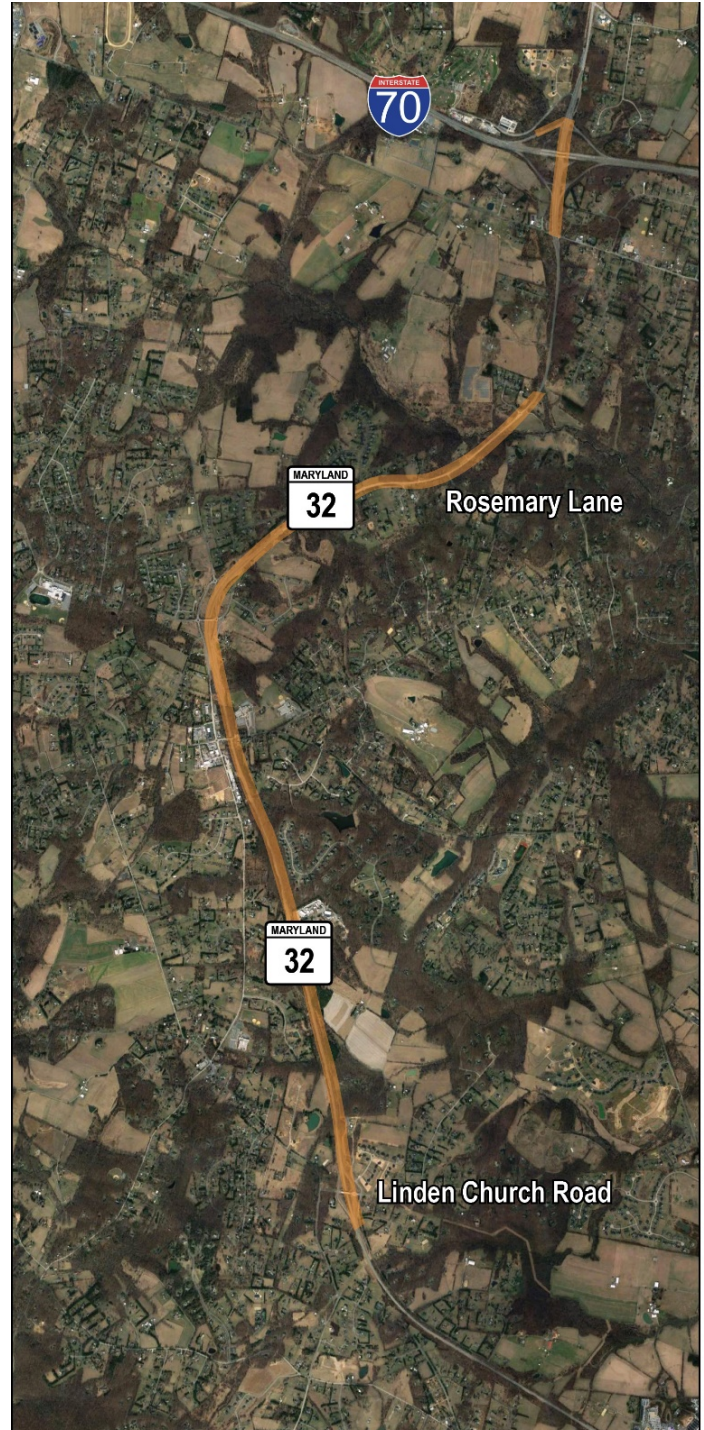 INTERSTATE
70
MARYLAND
32
Rosemary Lane
MARYLAND
32
Linden Church Road